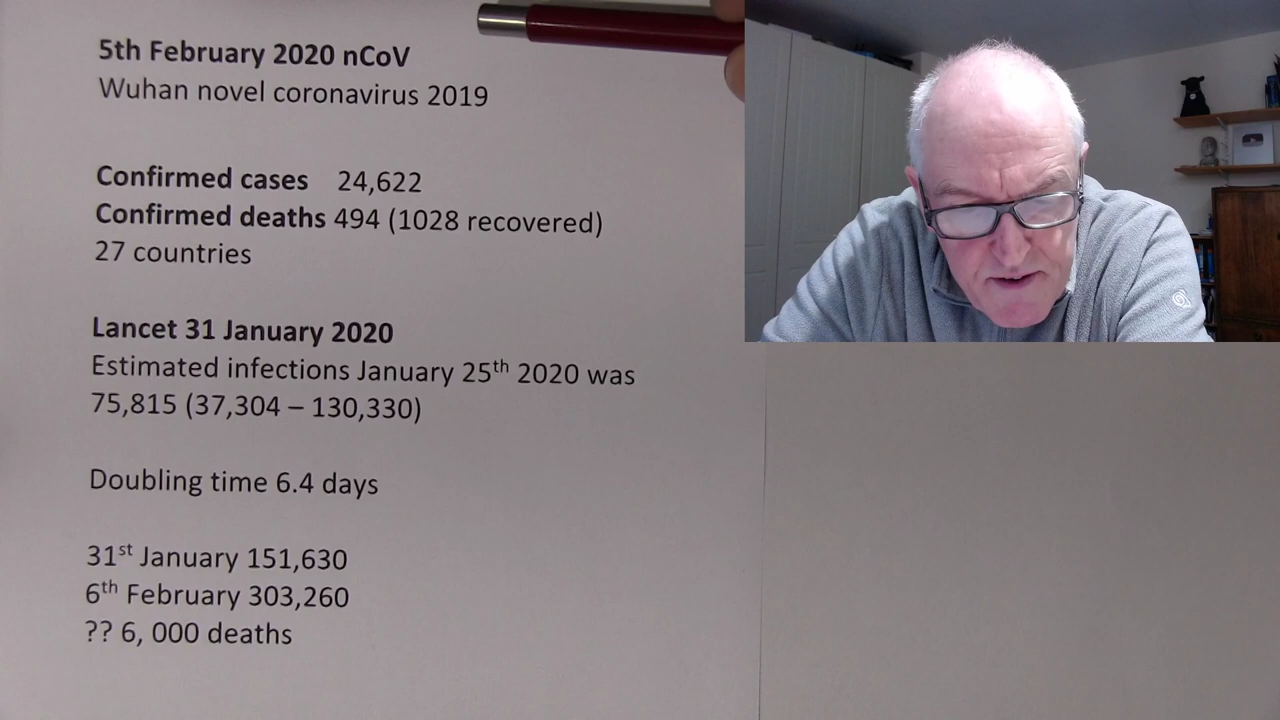 5th February 2020 nCoV
Wuhan novel coronavirus 2019
Confirmed cases 24,622
Confirmed deaths 494 (1028 recovered)
27 countries
Lancet 31 January 2020
Estimated infections January 25th 2020 was
75,815 (37,304 – 130,330)
Doubling time 6.4 days
31st January 151,630
6th February 303,260
?? 6, 000 deaths